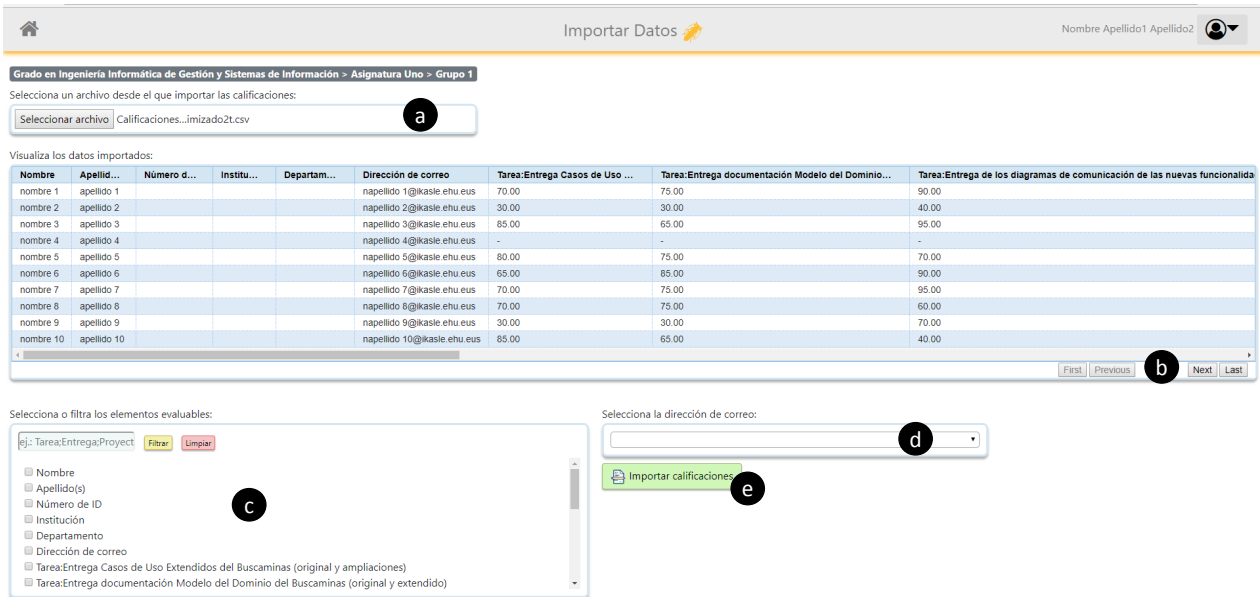 Importar Datos
Nombre Apellido1 Apellido2
Grado en Ingeniería Informática de Gestión y Sistemas de Información > Asignatura Uno > Grupo 1
Selecciona un archivo desde el que importar las calificaciones:
Seleccionar archivo Calificaciones...imizado2t.csv a
Visualiza los datos importados:
Nombre Apellid... Número d... Institu... Departam... Dirección de correo Tarea:Entrega Casos de Uso ... Tarea:Entrega documentación Modelo del Dominio... Tarea:Entrega de los diagramas de comunicación de las nuevas funcionalida
nombre 1 apellido 1 napellido 1@ikasle.ehu.eus 70.00 75.00 90.00
nombre 2 apellido 2 napellido 2@ikasle.ehu.eus 30.00 30.00 40.00
nombre 3 apellido 3 napellido 3@ikasle.ehu.eus 85.00 65.00 95.00
nombre 4 apellido 4 napellido 4@ikasle.ehu.eus - - -
nombre 5 apellido 5 napellido 5@ikasle.ehu.eus 80.00 75.00 70.00
nombre 6 apellido 6 napellido 6@ikasle.ehu.eus 65.00 85.00 90.00
nombre 7 apellido 7 napellido 7@ikasle.ehu.eus 70.00 75.00 95.00
nombre 8 apellido 8 napellido 8@ikasle.ehu.eus 70.00 75.00 60.00
nombre 9 apellido 9 napellido 9@ikasle.ehu.eus 30.00 30.00 70.00
nombre 10 apellido 10 napellido 10@ikasle.ehu.eus 85.00 65.00 40.00
First Previous b Next Last
Selecciona o filtra los elementos evaluables:
ej.: Tarea;Entrega;Proyect Filtrar Limpiar
Nombre
Apellido(s)
Número de ID
c
Institución
Departamento
Dirección de correo
Tarea:Entrega Casos de Uso Extendidos del Buscaminas (original y ampliaciones)
Tarea:Entrega documentación Modelo del Dominio del Buscaminas (original y extendido)
Selecciona la dirección de correo:
d
Importar calificaciones
e